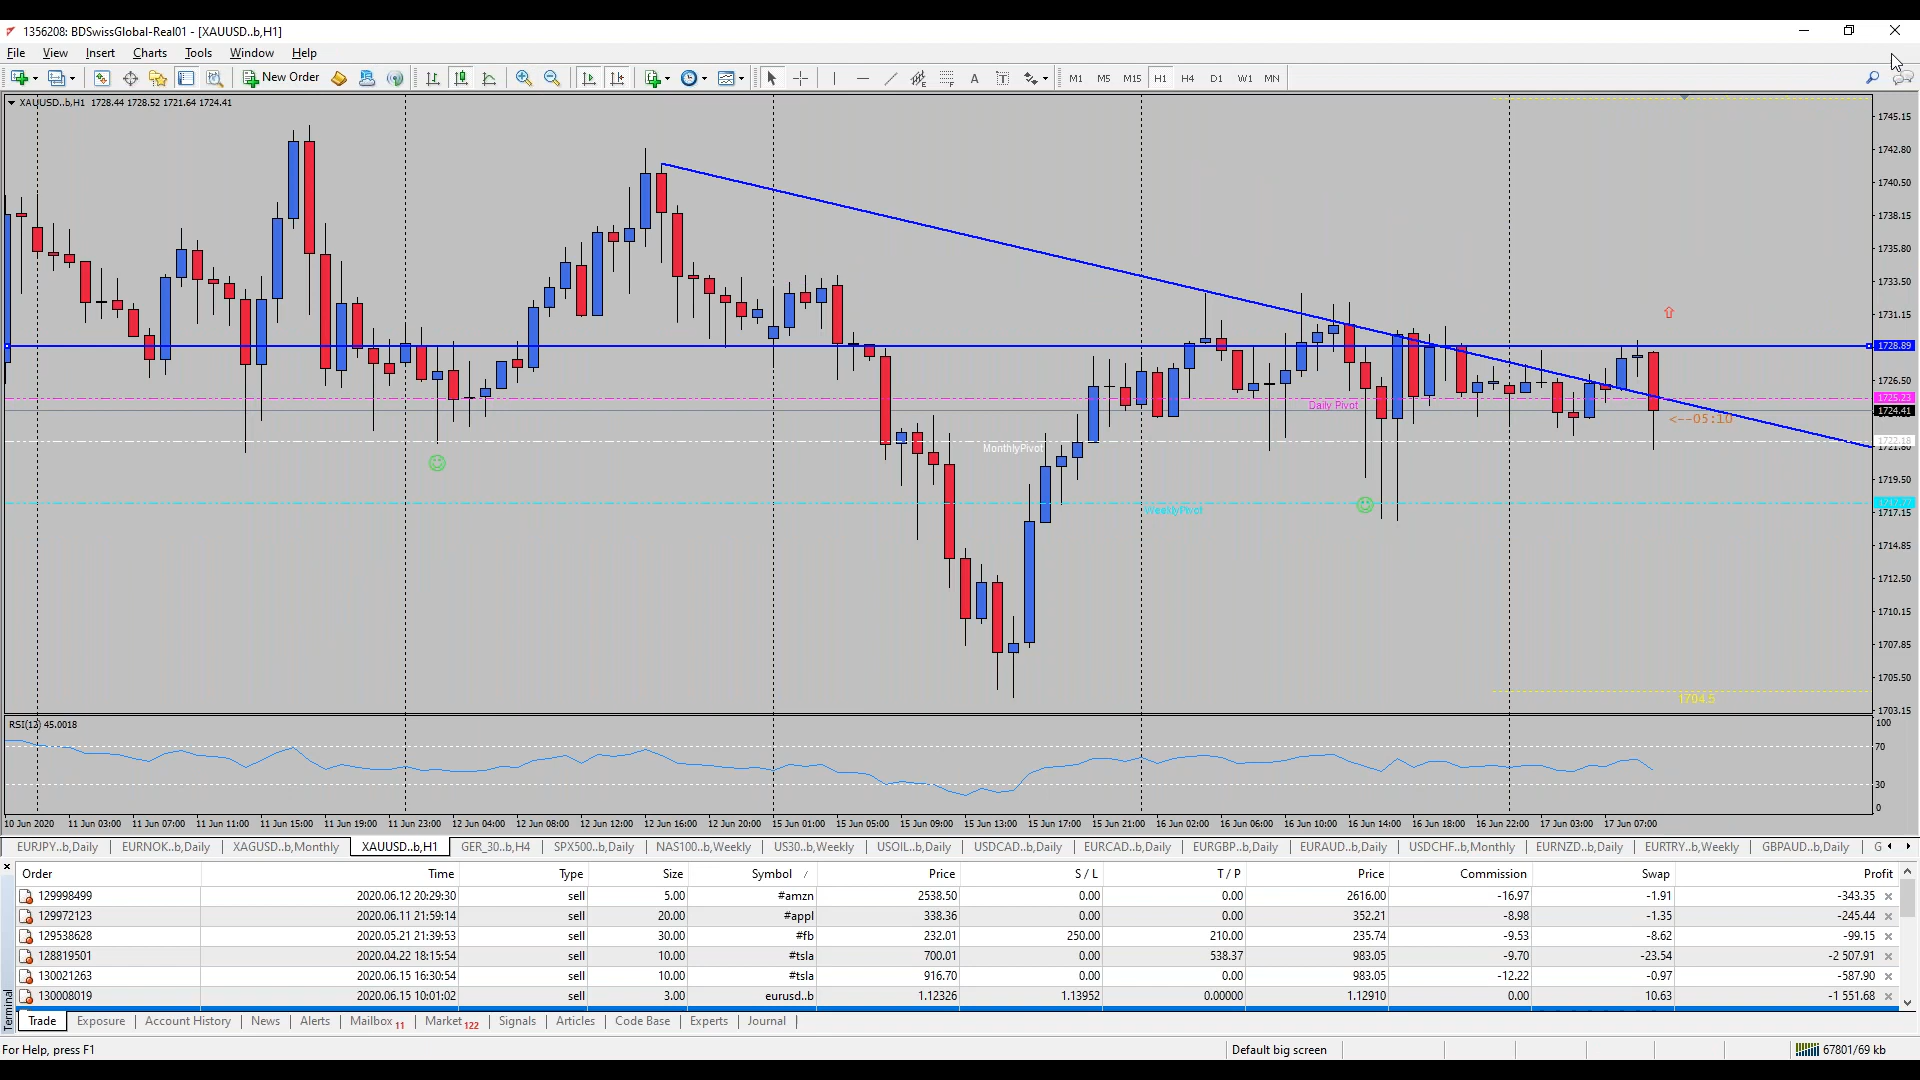 1356208: BDSwissGlobal-Real01 - [XAUUSD..b,H1]
File View Insert Charts Tools Window Help
New Order A T M1 M5 M15 H1 H4 D1 W1 MN
XAUUSD..b,H1 1728.44 1728.52 1721.64 1724.41
1745.15
1742.80
1740.50
1738.15
1735.80
1733.50
1731.15
1728.89
1726.50
1725.23
Daily Pivot
1724.41
<--05:10
1722.18
MonthlyPivot
1721.80
1719.50
1717.77
WeeklyPivot
1717.15
1714.85
1712.50
1710.15
1707.85
1705.50
1704.5
1703.15
RSI(12) 45.0018
100
70
30
0
10 Jun 2020 11 Jun 03:00 11 Jun 07:00 11 Jun 11:00 11 Jun 15:00 11 Jun 19:00 11 Jun 23:00 12 Jun 04:00 12 Jun 08:00 12 Jun 12:00 12 Jun 16:00 12 Jun 20:00 15 Jun 01:00 15 Jun 05:00 15 Jun 09:00 15 Jun 13:00 15 Jun 17:00 15 Jun 21:00 16 Jun 02:00 16 Jun 06:00 16 Jun 10:00 16 Jun 14:00 16 Jun 18:00 16 Jun 22:00 17 Jun 03:00 17 Jun 07:00
EURJPY..b,Daily EURNOK..b,Daily XAGUSD..b,Monthly XAUUSD..b,H1 GER_30..b,H4 SPX500..b,Daily NAS100..b,Weekly US30..b,Weekly USOIL..b,Daily USDCAD..b,Daily EURCAD..b,Daily EURGBP..b,Daily EURAUD..b,Daily USDCHF..b,Monthly EURNZD..b,Daily EURTRY..b,Weekly GBPAUD..b,Daily G
Order Time Type Size Symbol / Price S / L T / P Price Commission Swap Profit
129998499 2020.06.12 20:29:30 sell 5.00 #amzn 2538.50 0.00 0.00 2616.00 -16.97 -1.91 -343.35
129972123 2020.06.11 21:59:14 sell 20.00 #appl 338.36 0.00 0.00 352.21 -8.98 -1.35 -245.44
129538628 2020.05.21 21:39:53 sell 30.00 #fb 232.01 250.00 210.00 235.74 -9.53 -8.62 -99.15
128819501 2020.04.22 18:15:54 sell 10.00 #tsla 700.01 0.00 538.37 983.05 -9.70 -23.54 -2 507.91
130021263 2020.06.15 16:30:54 sell 10.00 #tsla 916.70 0.00 0.00 983.05 -12.22 -0.97 -587.90
130008019 2020.06.15 10:01:02 sell 3.00 eurusd..b 1.12326 1.13952 0.00000 1.12910 0.00 10.63 -1 551.68
Terminal
Trade Exposure Account History News Alerts Mailbox 11 Market 122 Signals Articles Code Base Experts Journal
For Help, press F1 Default big screen 67801/69 kb